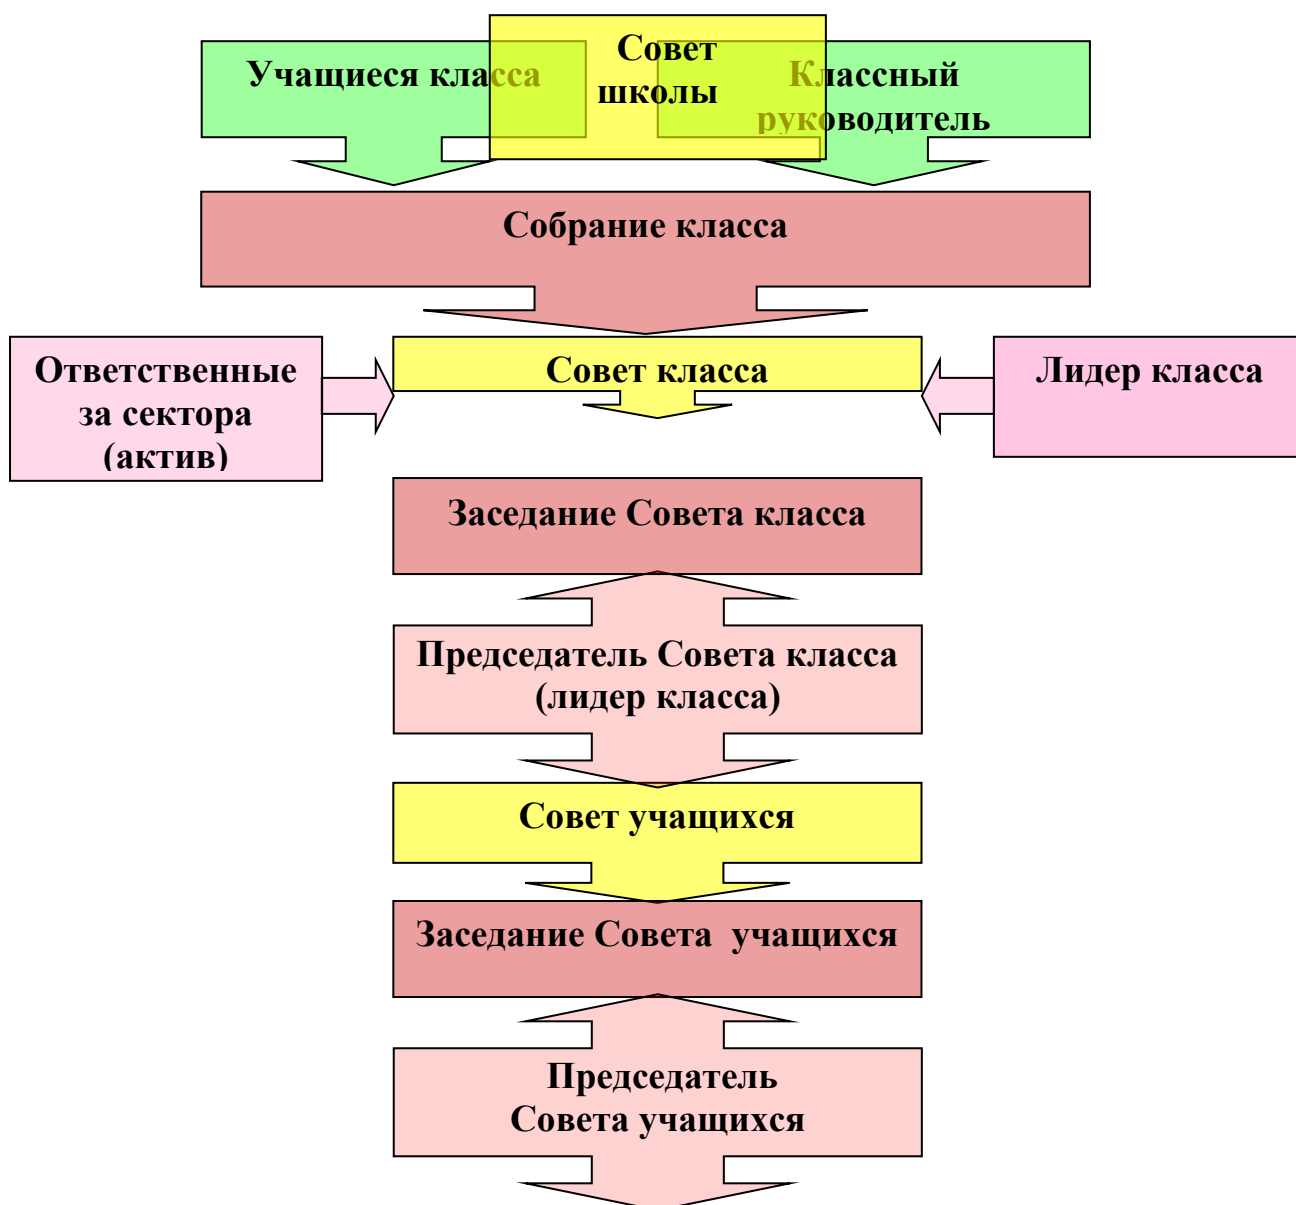 Учащиеся класса
Совет
школы
Классный
руководитель
Собрание класса
Ответственные
за сектора
(актив)
Совет класса
Лидер класса
Заседание Совета класса
Председатель Совета класса
(лидер класса)
Совет учащихся
Заседание Совета  учащихся
Председатель
Совета учащихся